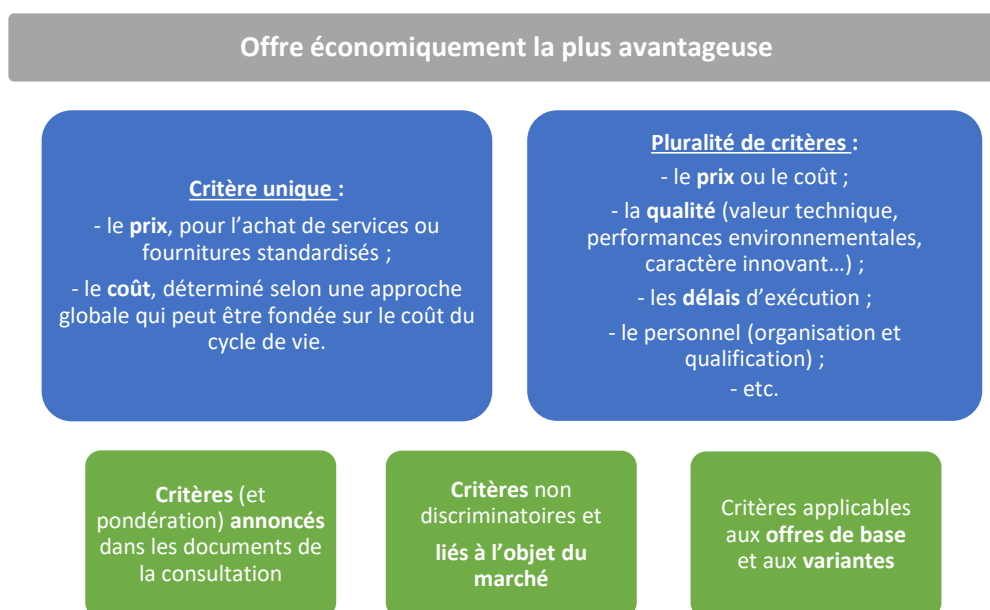 Offre économiquement la plus avantageuse
Critère unique :
- le prix, pour l’achat de services ou
fournitures standardisés ;
- le coût, déterminé selon une approche
globale qui peut être fondée sur le coût du
cycle de vie.
Pluralité de critères :
- le prix ou le coût ;
- la qualité (valeur technique,
performances environnementales,
caractère innovant…) ;
- les délais d’exécution ;
- le personnel (organisation et
qualification) ;
- etc.
Critères (et
pondération) annoncés
dans les documents de
la consultation
Critères non
discriminatoires et
liés à l’objet du
marché
Critères applicables
aux offres de base
et aux variantes